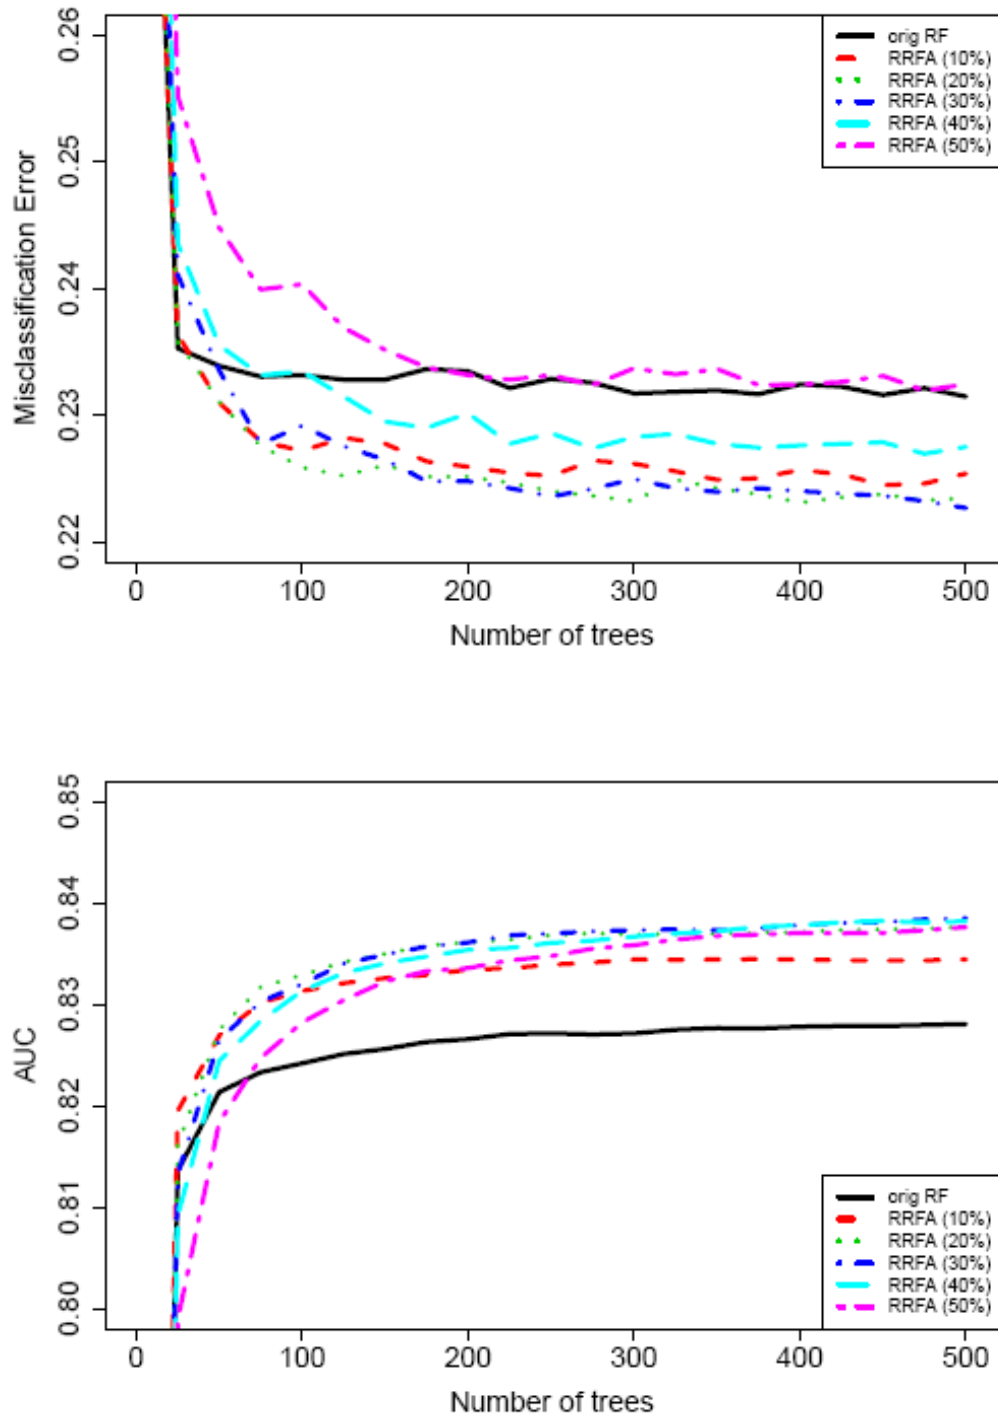 0.26
0.25
0.24
0.23
0.22
Misclassification Error
orig RF
RRFA (10%)
RRFA (20%)
RRFA (30%)
RRFA (40%)
RRFA (50%)
0 100 200 300 400 500
Number of trees
0.85
0.84
0.83
0.82
0.81
0.80
AUC
orig RF
RRFA (10%)
RRFA (20%)
RRFA (30%)
RRFA (40%)
RRFA (50%)
0 100 200 300 400 500
Number of trees